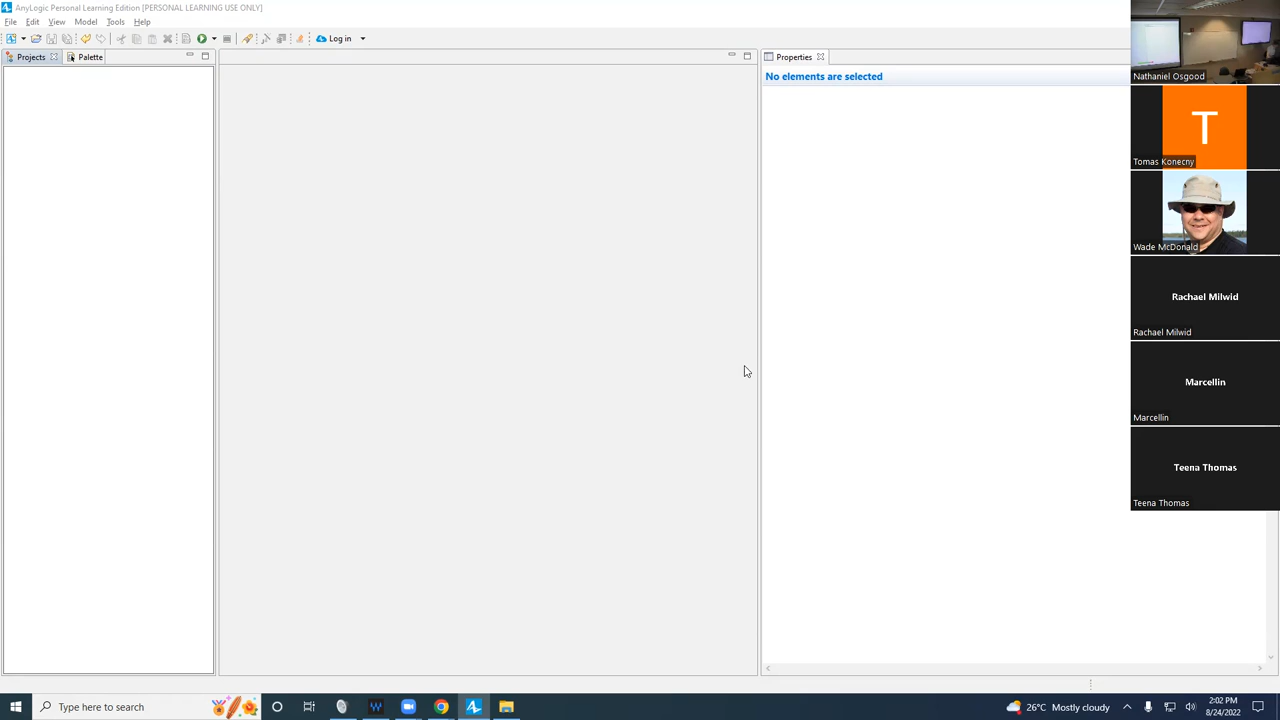 AnyLogic Personal Learning Edition [PERSONAL LEARNING USE ONLY]
File Edit View Model Tools Help
Log in
Projects
Palette
Properties
No elements are selected
Nathaniel Osgood
T
Tomas Konecny
Wade McDonald
Rachael Milwid
Rachael Milwid
Marcellin
Marcellin
Teena Thomas
Teena Thomas
Type here to search
26°C Mostly cloudy
2:02 PM
8/24/2022